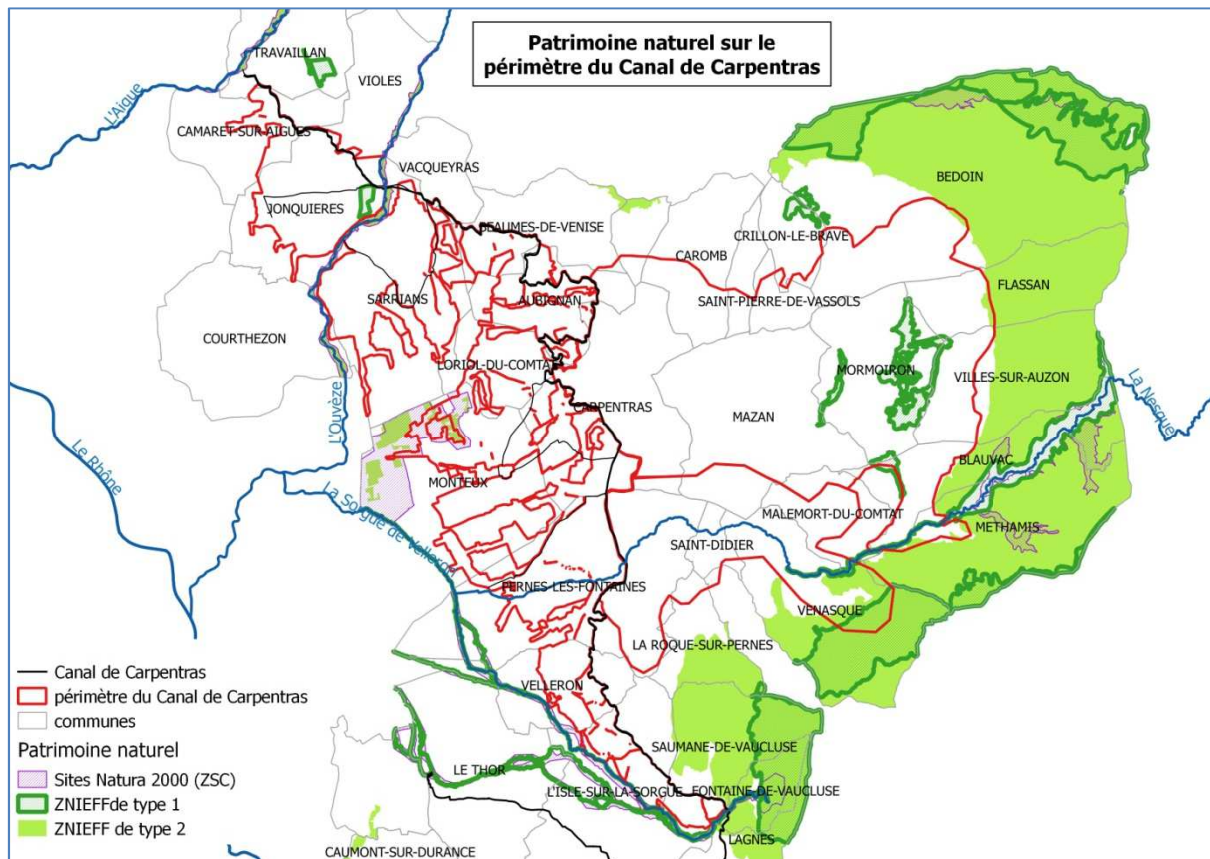 Patrimoine naturel sur le
périmètre du Canal de Carpentras
TRAVAILLAN
VIOLES
L'Aigue
CAMARET-SUR-AIGUES
VACQUEYRAS
JONQUIERES
BEAUMES-DE-VENISE
BEDOIN
CRILLON-LE-BRAVE
CAROMB
FLASSAN
SARRIANS
AUBIGNAN
SAINT-PIERRE-DE-VASSOLS
COURTHEZON
LORIOL-DU-COMTAT
MORMOIRON
VILLES-SUR-AUZON
La Nesque
L'Ouvèze
CARPENTRAS
MAZAN
Le Rhône
BLAUVAC
MONTEUX
La Sorgue de Velleron
MALEMORT-DU-COMTAT
METHAMIS
SAINT-DIDIER
PERNES-LES-FONTAINES
VENASQUE
LA ROQUE-SUR-PERNES
VELLERON
SAUMANE-DE-VAUCLUSE
LE THOR
L'ISLE-SUR-LA-SORGUE
FONTAINE-DE-VAUCLUSE
LAGNES
CAUMONT-SUR-DURANCE
Canal de Carpentras
périmètre du Canal de Carpentras
communes
Patrimoine naturel
Sites Natura 2000 (ZSC)
ZNIEFFde type 1
ZNIEFF de type 2